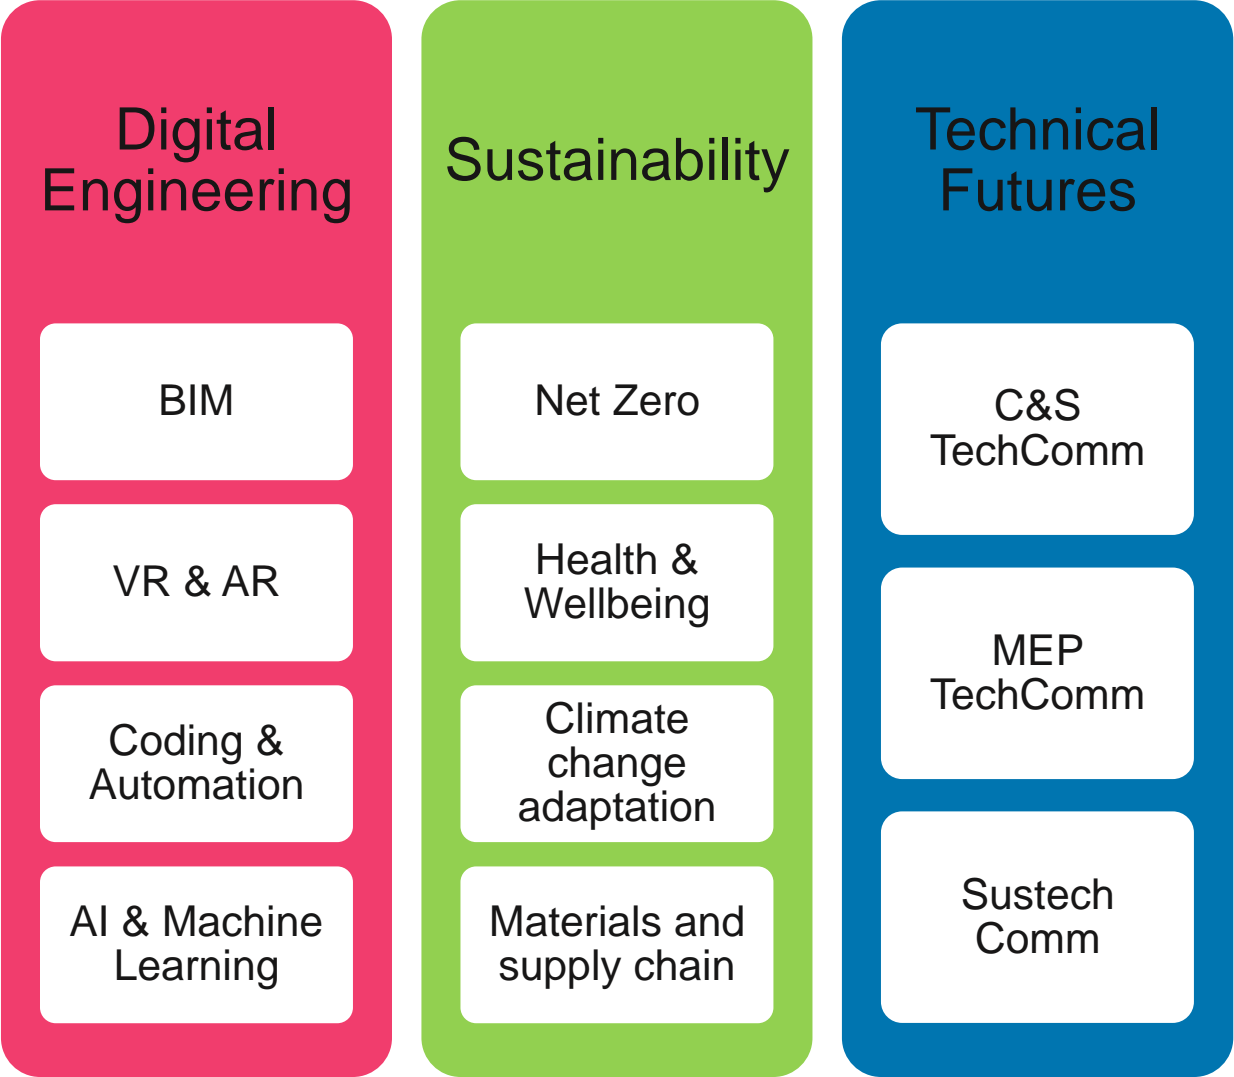 Digital
Engineering
BIM
VR & AR
Coding &
Automation
AI & Machine
Learning
Sustainability
Net Zero
Health &
Wellbeing
Climate
change
adaptation
Materials and
supply chain
Technical
Futures
C&S
TechComm
MEP
TechComm
Sustech
Comm